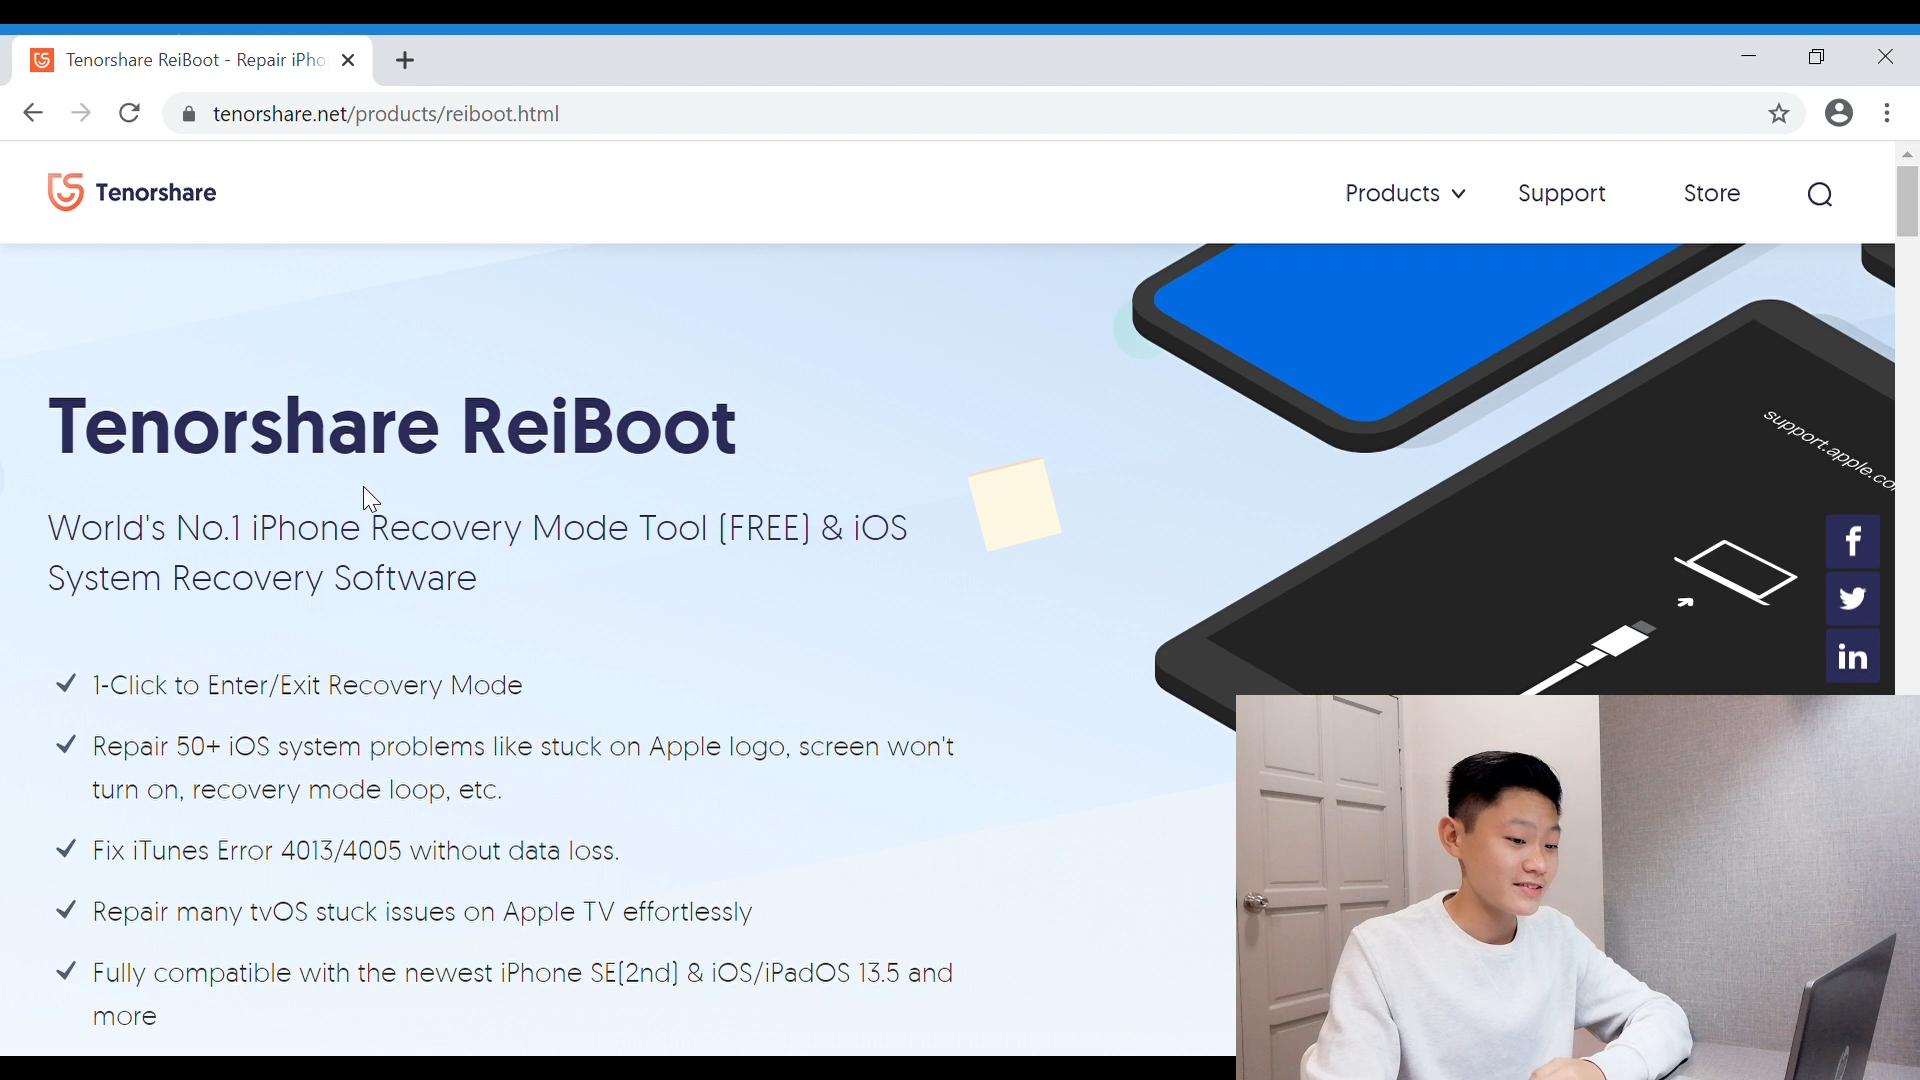 Tenorshare ReiBoot - Repair iPho
tenorshare.net/products/reiboot.html
Tenorshare
Products
Support
Store
Tenorshare ReiBoot
World's No.1 iPhone Recovery Mode Tool (FREE) & iOS
System Recovery Software
1-Click to Enter/Exit Recovery Mode
Repair 50+ iOS system problems like stuck on Apple logo, screen won't
turn on, recovery mode loop, etc.
Fix iTunes Error 4013/4005 without data loss.
Repair many tvOS stuck issues on Apple TV effortlessly
Fully compatible with the newest iPhone SE(2nd) & iOS/iPadOS 13.5 and
more
support.apple.co
f
in